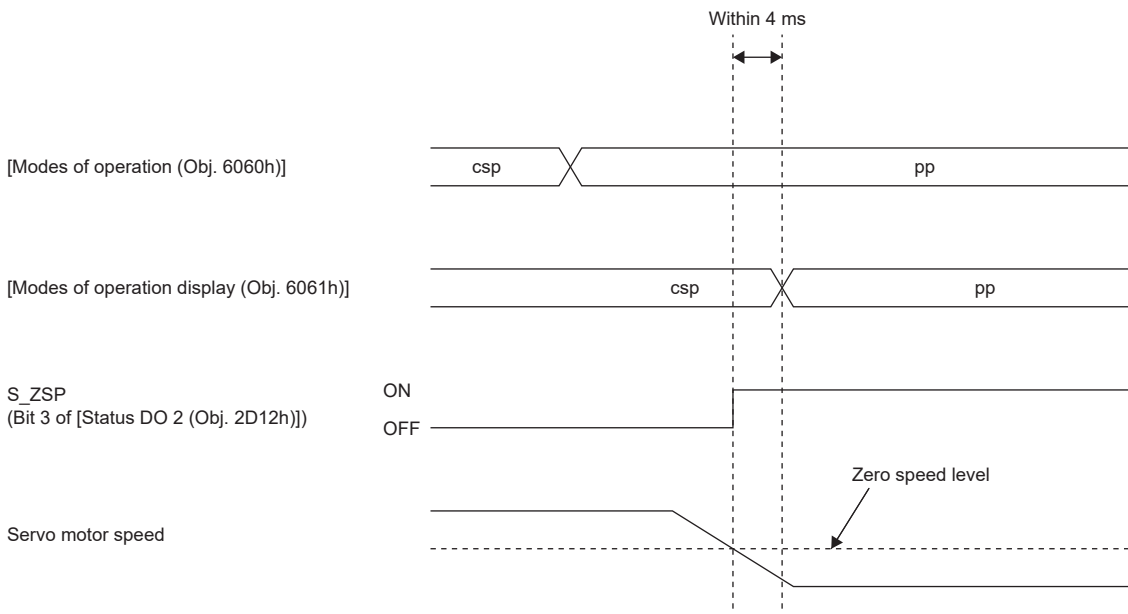 Within 4 ms
[Modes of operation (Obj. 6060h)]
csp
pp
[Modes of operation display (Obj. 6061h)]
csp
pp
S_ZSP
(Bit 3 of [Status DO 2 (Obj. 2D12h)])
ON
OFF
Zero speed level
Servo motor speed